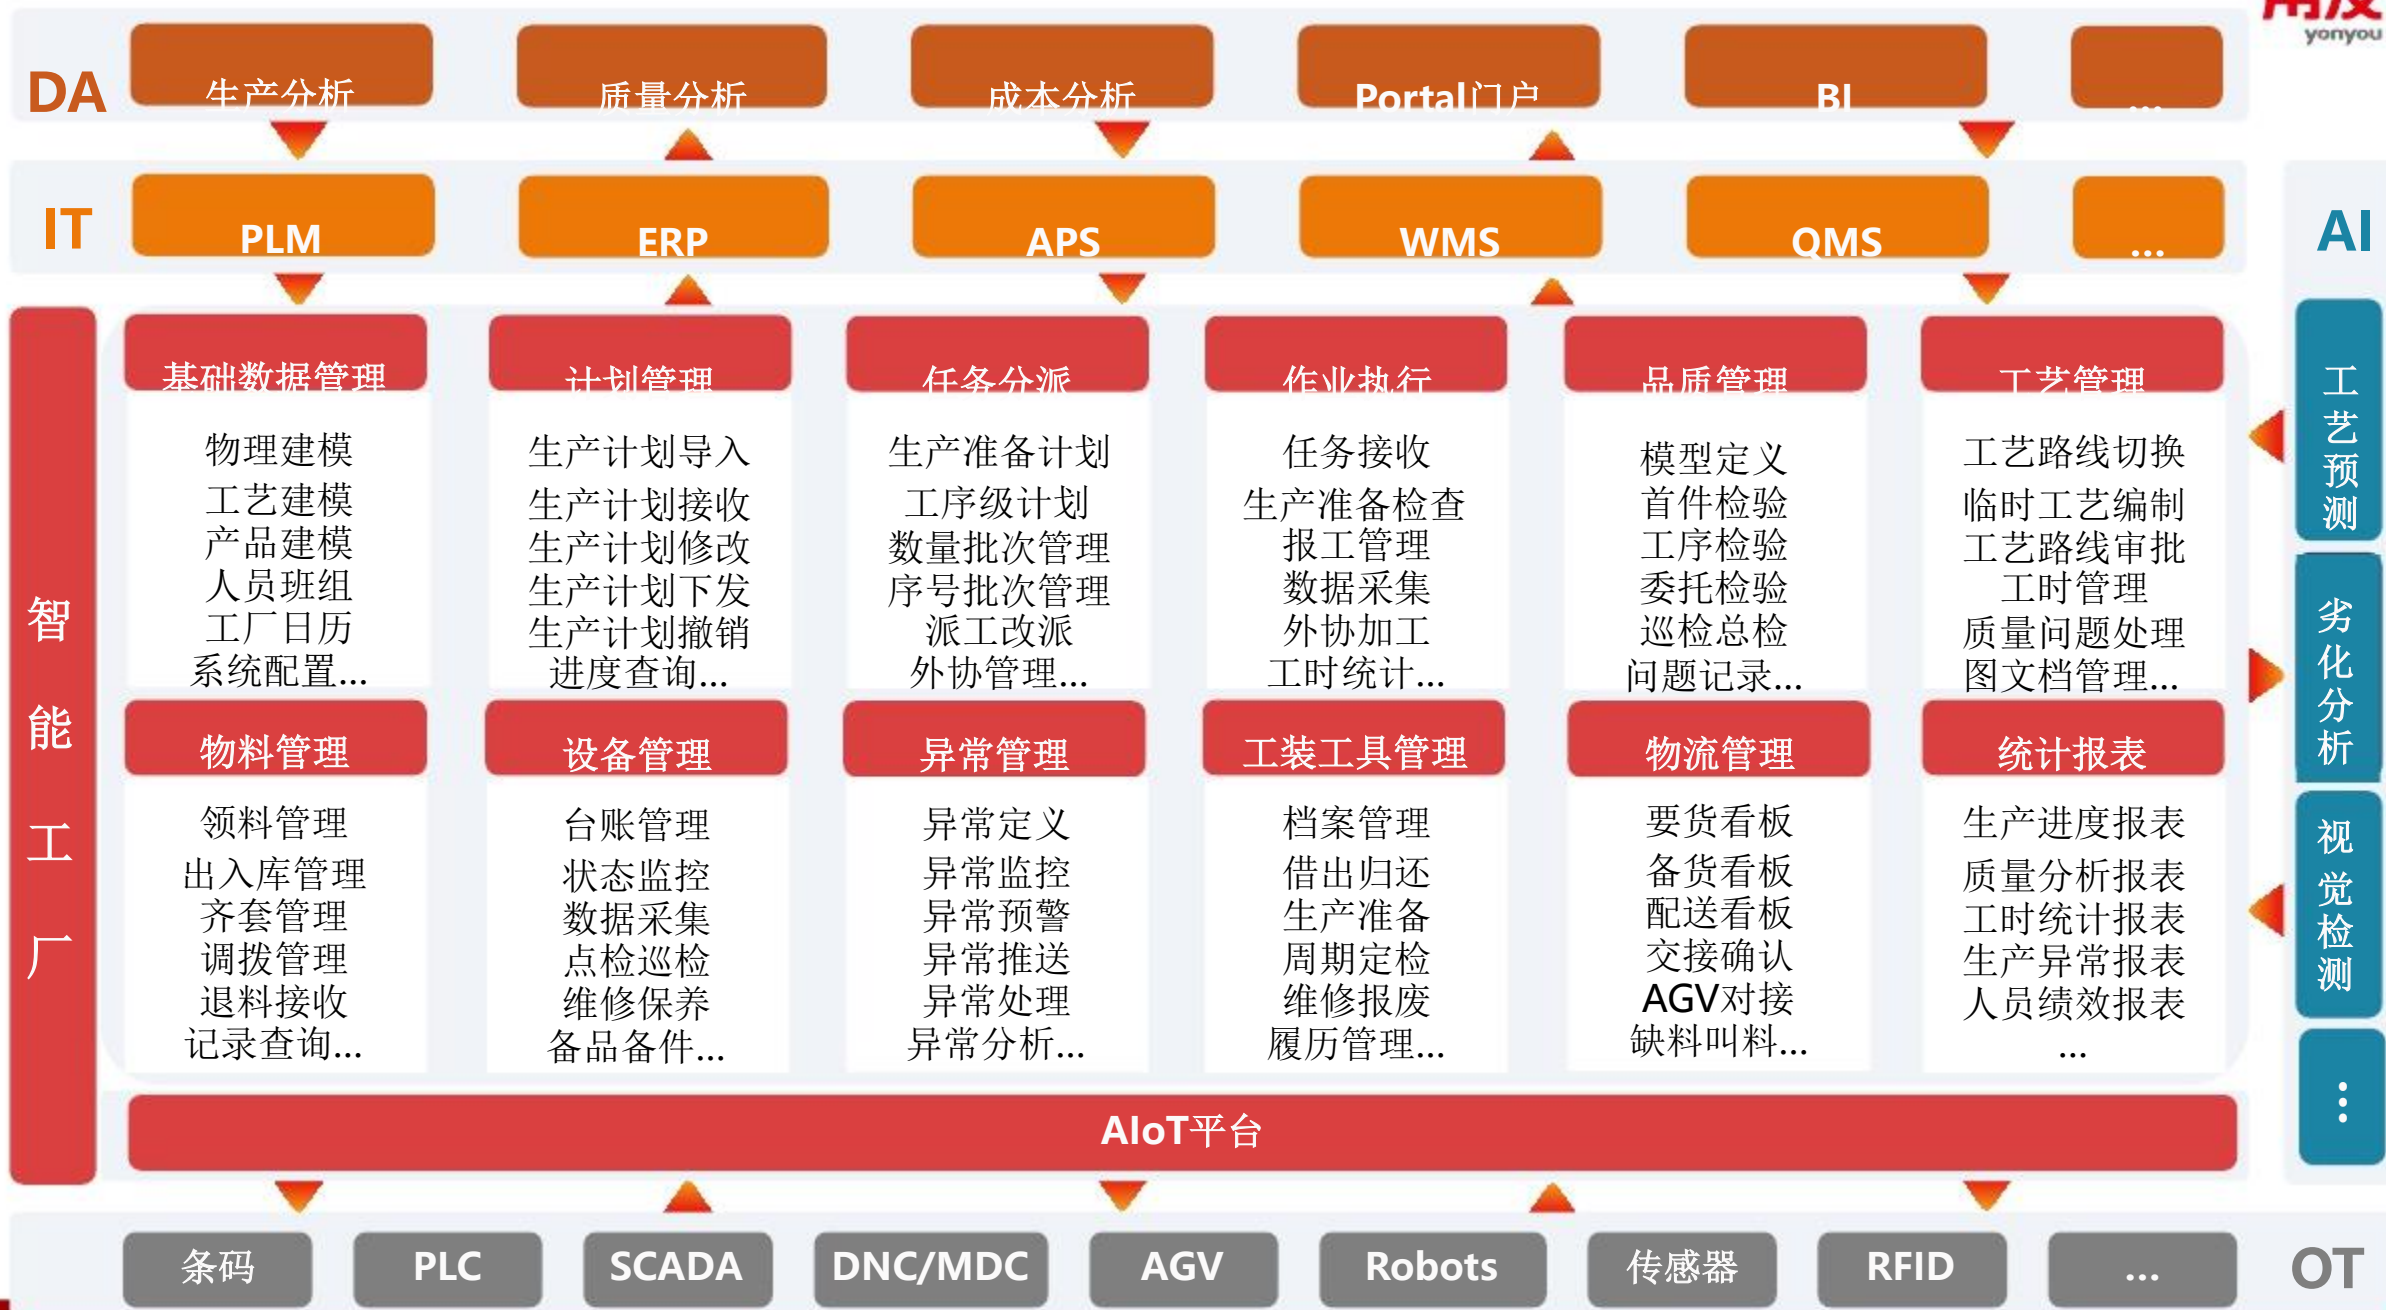 用友
yonyou
DA
生产分析
质量分析
成本分析
Portal门户
BI
...
IT
PLM
ERP
APS
WMS
QMS
...
AI
智能工厂
基础数据管理
物理建模
工艺建模
产品建模
人员班组
工厂日历
系统配置...
计划管理
生产计划导入
生产计划接收
生产计划修改
生产计划下发
生产计划撤销
进度查询...
任务分派
生产准备计划
工序级计划
数量批次管理
序号批次管理
派工改派
外协管理...
作业执行
任务接收
生产准备检查
报工管理
数据采集
外协加工
工时统计...
品质管理
模型定义
首件检验
工序检验
委托检验
巡检总检
问题记录...
工艺管理
工艺路线切换
临时工艺编制
工艺路线审批
工时管理
质量问题处理
图文档管理...
物料管理
领料管理
出入库管理
齐套管理
调拨管理
退料接收
记录查询...
设备管理
台账管理
状态监控
数据采集
点检巡检
维修保养
备品备件...
异常管理
异常定义
异常监控
异常预警
异常推送
异常处理
异常分析...
工装工具管理
档案管理
借出归还
生产准备
周期定检
维修报废
履历管理...
物流管理
要货看板
备货看板
配送看板
交接确认
AGV对接
缺料叫料...
统计报表
生产进度报表
质量分析报表
工时统计报表
生产异常报表
人员绩效报表
...
工艺预测
劣化分析
视觉检测
...
AIoT平台
条码
PLC
SCADA
DNC/MDC
AGV
Robots
传感器
RFID
...
OT